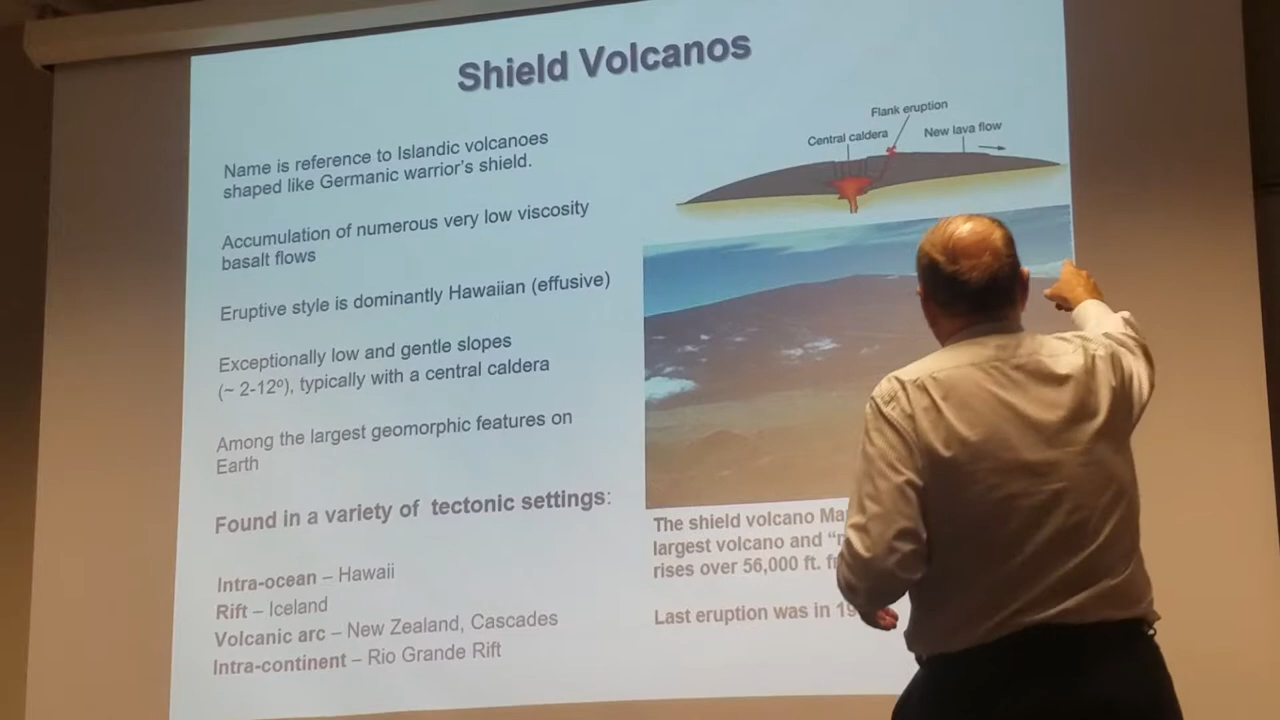 Shield Volcanos
Name is reference to Islandic volcanoes
shaped like Germanic warrior's shield.
Accumulation of numerous very low viscosity
basalt flows
Eruptive style is dominantly Hawaiian (effusive)
Exceptionally low and gentle slopes
(~ 2-12º), typically with a central caldera
Among the largest geomorphic features on
Earth
Found in a variety of tectonic settings:
Intra-ocean – Hawaii
Rift – Iceland
Volcanic arc – New Zealand, Cascades
Intra-continent – Rio Grande Rift
Flank eruption
Central caldera
New lava flow
The shield volcano
largest volcano and
rises over 56,000 ft.
Last eruption was in